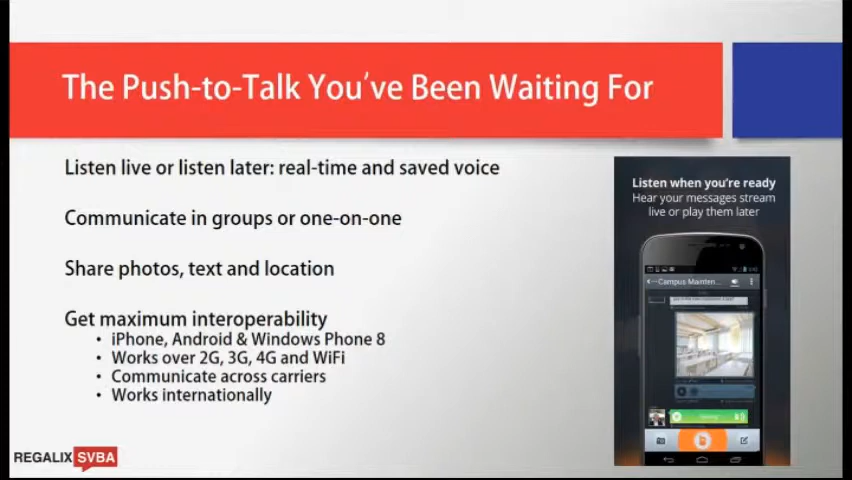 The Push-to-Talk You've Been Waiting For
Listen live or listen later: real-time and saved voice
Communicate in groups or one-on-one
Share photos, text and location
Get maximum interoperability
• iPhone, Android & Windows Phone 8
• Works over 2G, 3G, 4G and WiFi
• Communicate across carriers
• Works internationally
Listen when you're ready
Hear your messages stream
live or play them later
Campus Mainten...
REGALIX SVBA